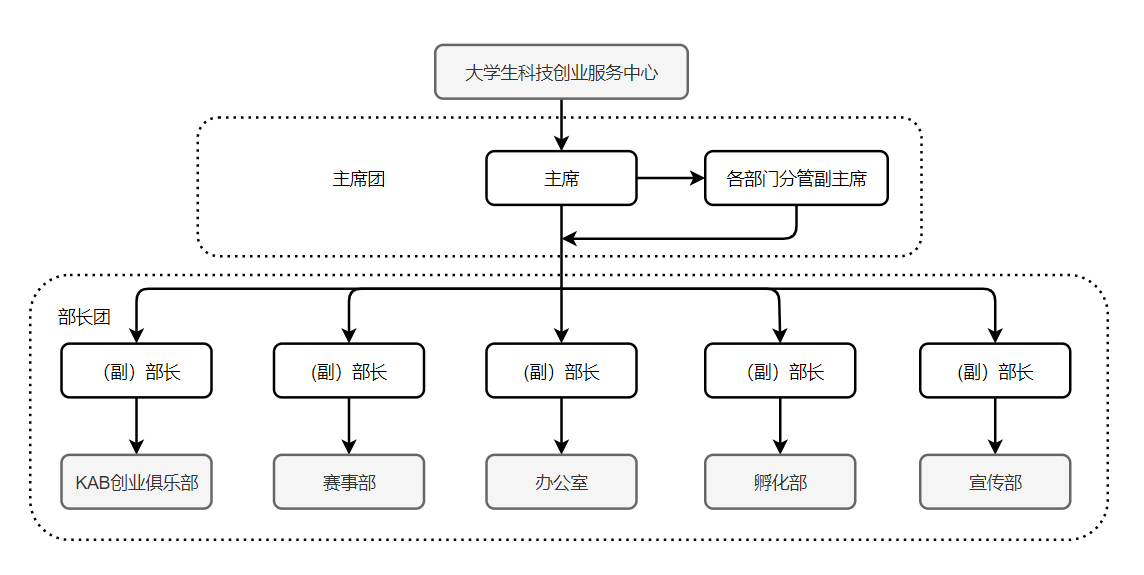 大学生科技创业服务中心
主席团
主席
各部门分管副主席
部长团
（副）部长
(副）部长
(副）部长
（副）部长
(副）部长
KAB创业俱乐部
赛事部
办公室
孵化部
宣传部